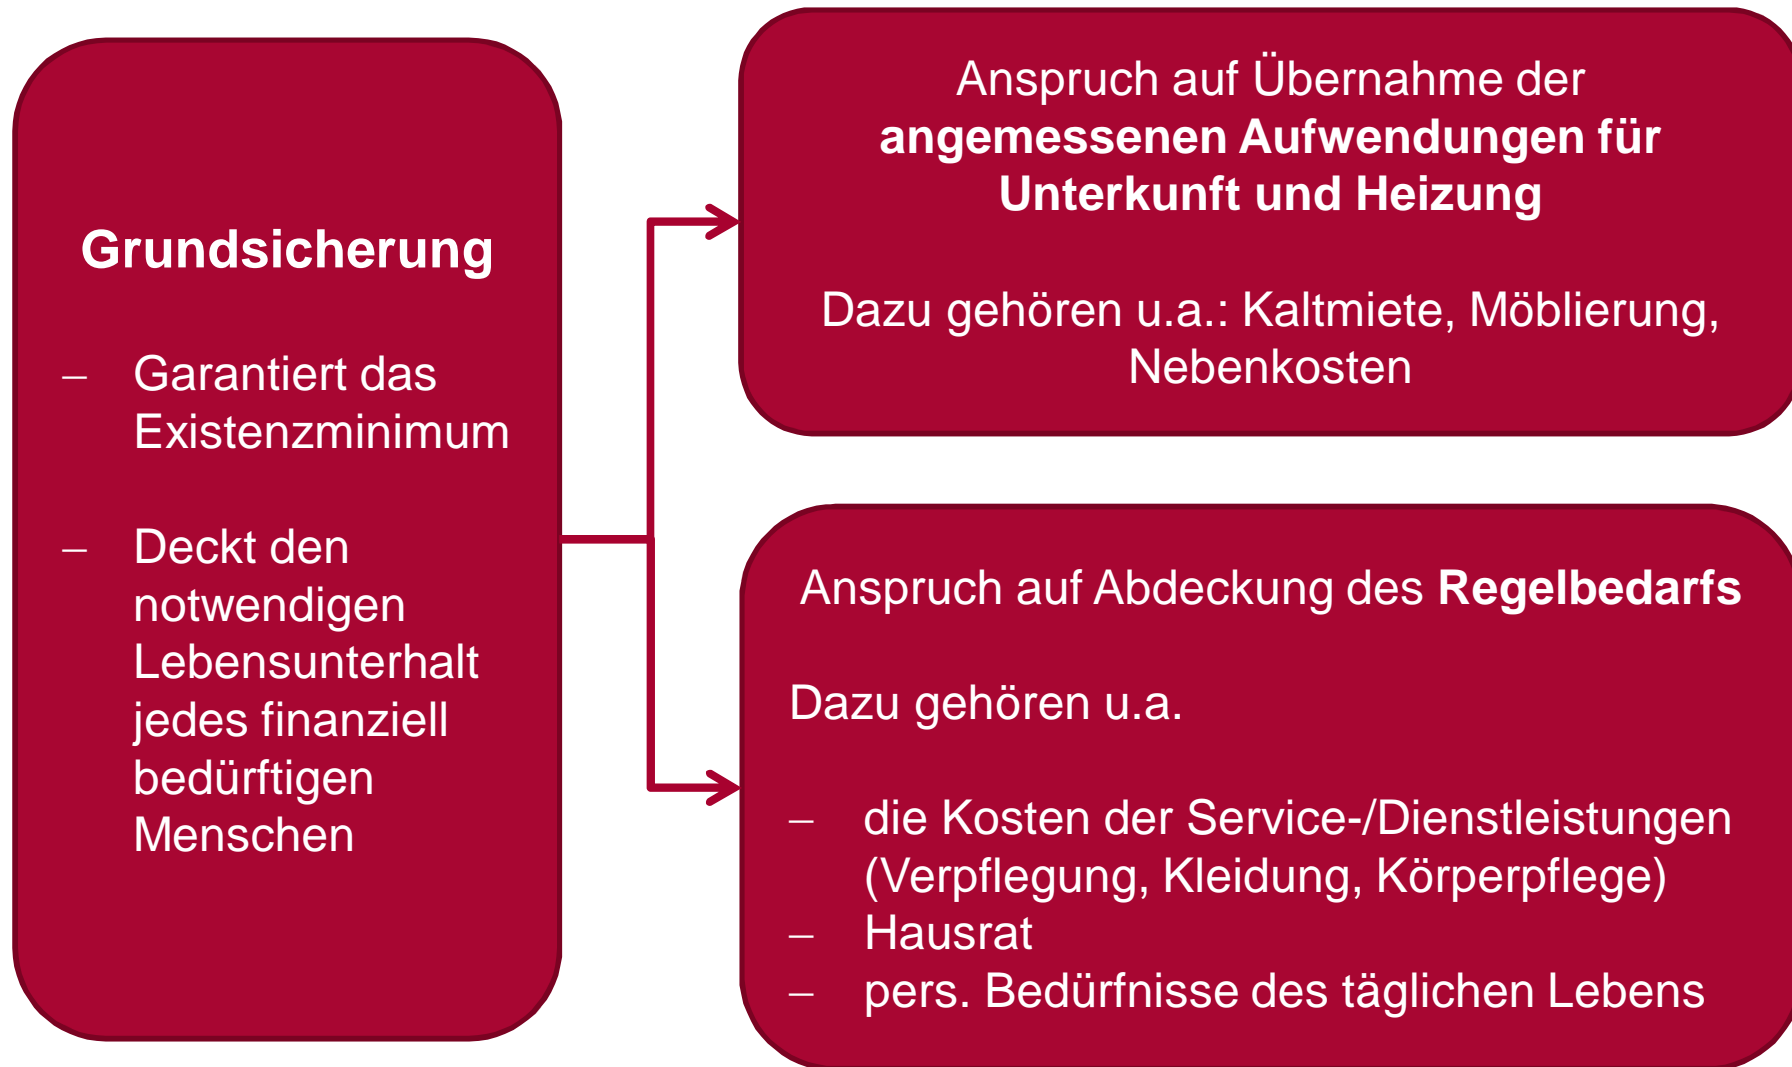 Grundsicherung
– Garantiert das
Existenzminimum
– Deckt den
notwendigen
Lebensunterhalt
jedes finanziell
bedürftigen
Menschen
Anspruch auf Übernahme der
angemessenen Aufwendungen für
Unterkunft und Heizung
Dazu gehören u.a.: Kaltmiete, Möblierung,
Nebenkosten
Anspruch auf Abdeckung des Regelbedarfs
Dazu gehören u.a.
– die Kosten der Service-/Dienstleistungen
(Verpflegung, Kleidung, Körperpflege)
– Hausrat
– pers. Bedürfnisse des täglichen Lebens